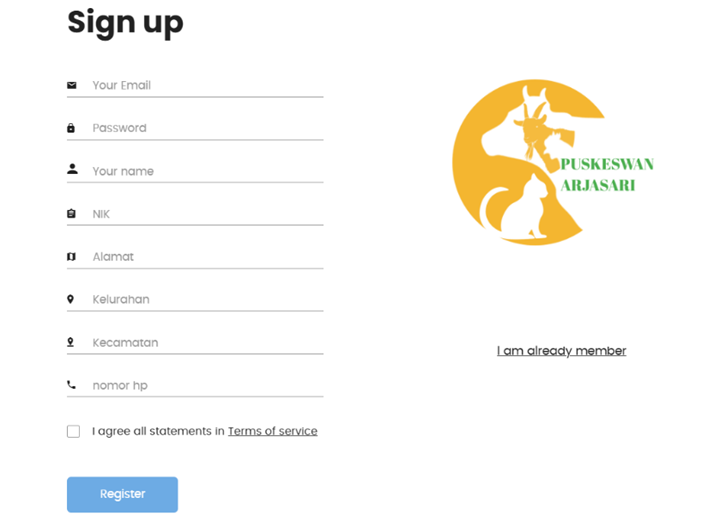 Sign up
Your Email
Password
Your name
NIK
Alamat
Kelurahan
Kecamatan
nomor hp
I agree all statements in Terms of service
Register
PUSKESWAN
ARJASARI
I am already member